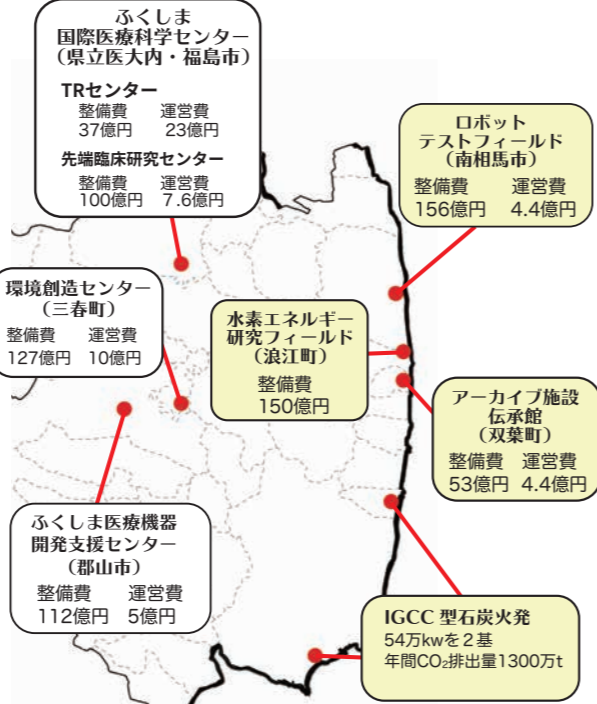 ふくしま
国際医療科学センター
（県立医大内・福島市）
TRセンター
整備費 運営費
37億円 23億円
先端臨床研究センター
整備費 運営費
100億円 7.6億円
ロボット
テストフィールド
（南相馬市）
整備費 運営費
156億円 4.4億円
環境創造センター
（三春町）
整備費 運営費
127億円 10億円
水素エネルギー
研究フィールド
（浪江町）
整備費
150億円
アーカイブ施設
伝承館
（双葉町）
整備費 運営費
53億円 4.4億円
ふくしま医療機器
開発支援センター
（郡山市）
整備費 運営費
112億円 5億円
IGCC 型石炭火発
54万kwを２基
年間CO₂排出量1300万t